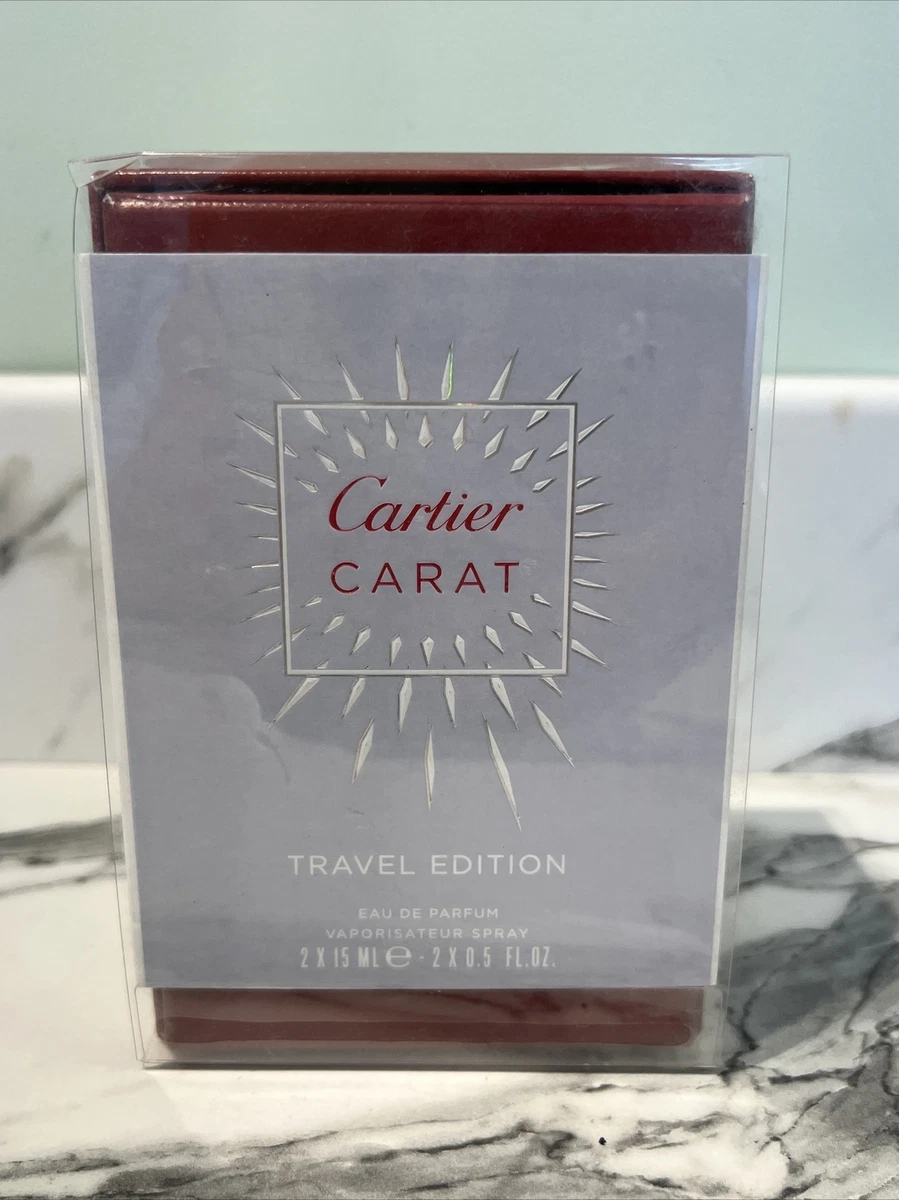 Cartier
CARAT
TRAVEL EDITION
EAU DE PARFUM
VAPORISATEUR SPRAY
2 X 15 ML ℮ - 2 X 0.5 FL.OZ.